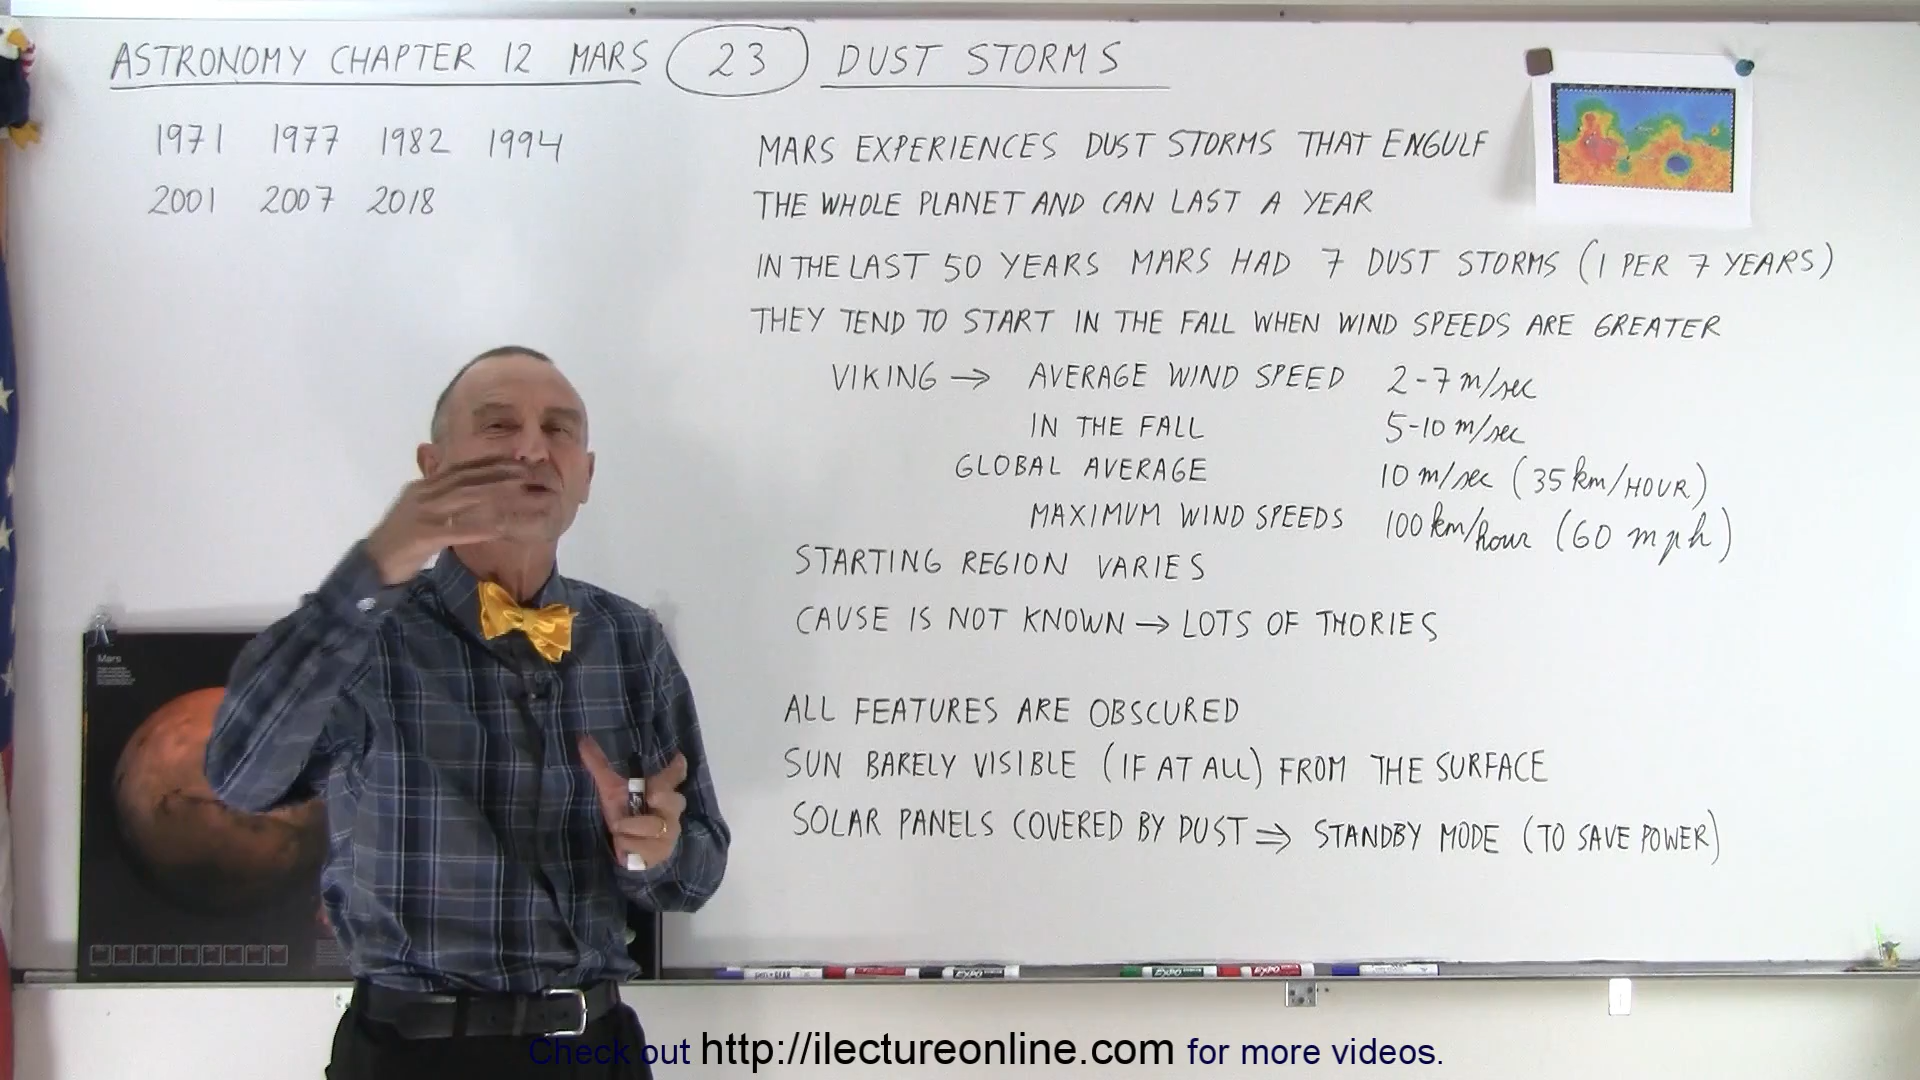 ASTRONOMY CHAPTER 12 MARS 23 DUST STORMS
1971 1977 1982 1994
2001 2007 2018
MARS EXPERIENCES DUST STORMS THAT ENGULF
THE WHOLE PLANET AND CAN LAST A YEAR
IN THE LAST 50 YEARS MARS HAD 7 DUST STORMS (1 PER 7 YEARS)
THEY TEND TO START IN THE FALL WHEN WIND SPEEDS ARE GREATER
VIKING → AVERAGE WIND SPEED 2-7 m/sec
IN THE FALL 5-10 m/sec
GLOBAL AVERAGE 10 m/sec (35 km/HOUR)
MAXIMUM WIND SPEEDS 100 km/hour (60 mph)
STARTING REGION VARIES
CAUSE IS NOT KNOWN → LOTS OF THORIES
ALL FEATURES ARE OBSCURED
SUN BARELY VISIBLE (IF AT ALL) FROM THE SURFACE
SOLAR PANELS COVERED BY DUST ⇒ STANDBY MODE (TO SAVE POWER)
Mars
EXPO EXPO EXPO
Check out http://ilectureonline.com for more videos.